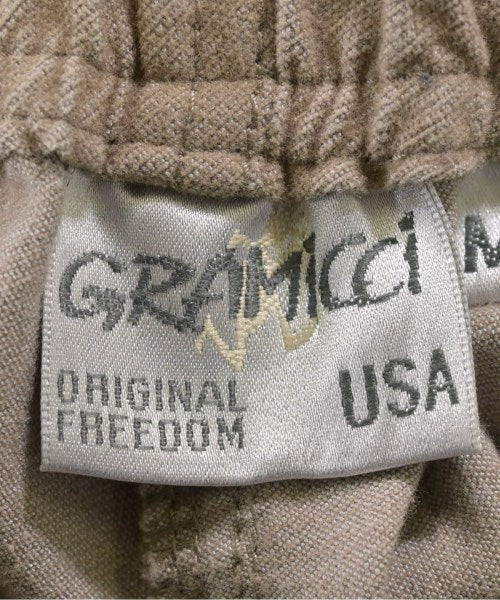 GRAMiCCi
ORIGINAL
FREEDOM
USA
M